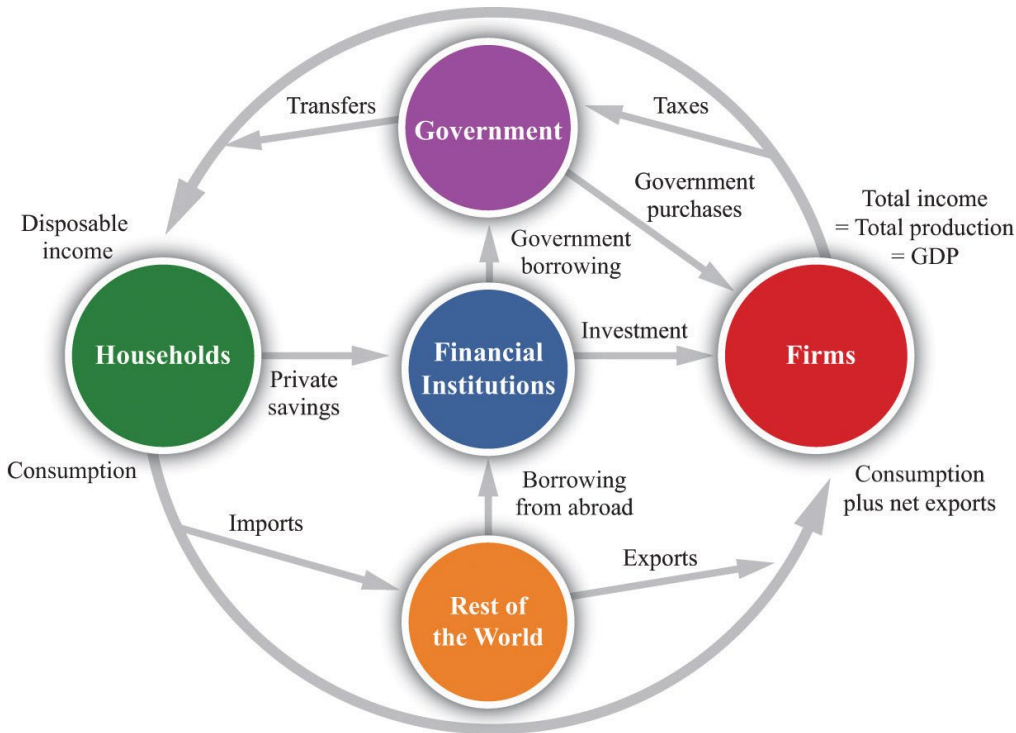 Transfers
Government
Taxes
Government
purchases
Total income
= Total production
= GDP
Disposable
income
Government
borrowing
Households
Private
savings
Financial
Institutions
Investment
Firms
Consumption
Imports
Borrowing
from abroad
Exports
Consumption
plus net exports
Rest of
the World